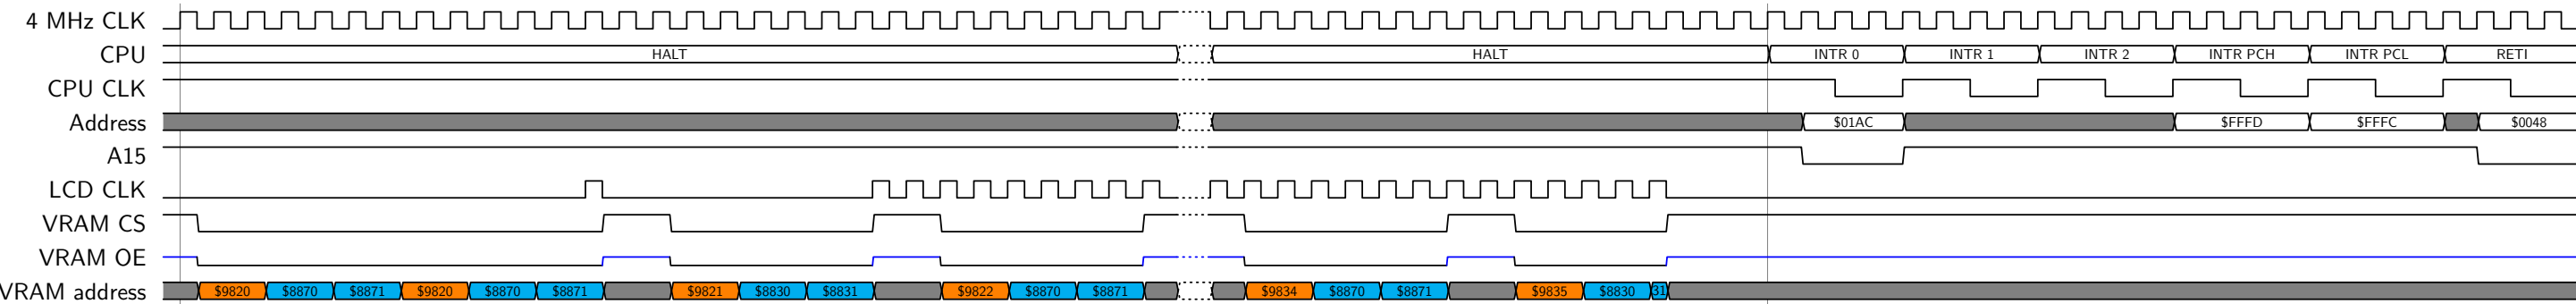 4 MHz CLK
CPU HALT HALT INTR 0 INTR 1 INTR 2 INTR PCH INTR PCL RETI
CPU CLK
Address $01AC $FFFD $FFFC $0048
A15
LCD CLK
VRAM CS
VRAM OE
VRAM address $9820 $8870 $8871 $9820 $8870 $8871 $9821 $8830 $8831 $9822 $8870 $8871 $9834 $8870 $8871 $9835 $8830 31